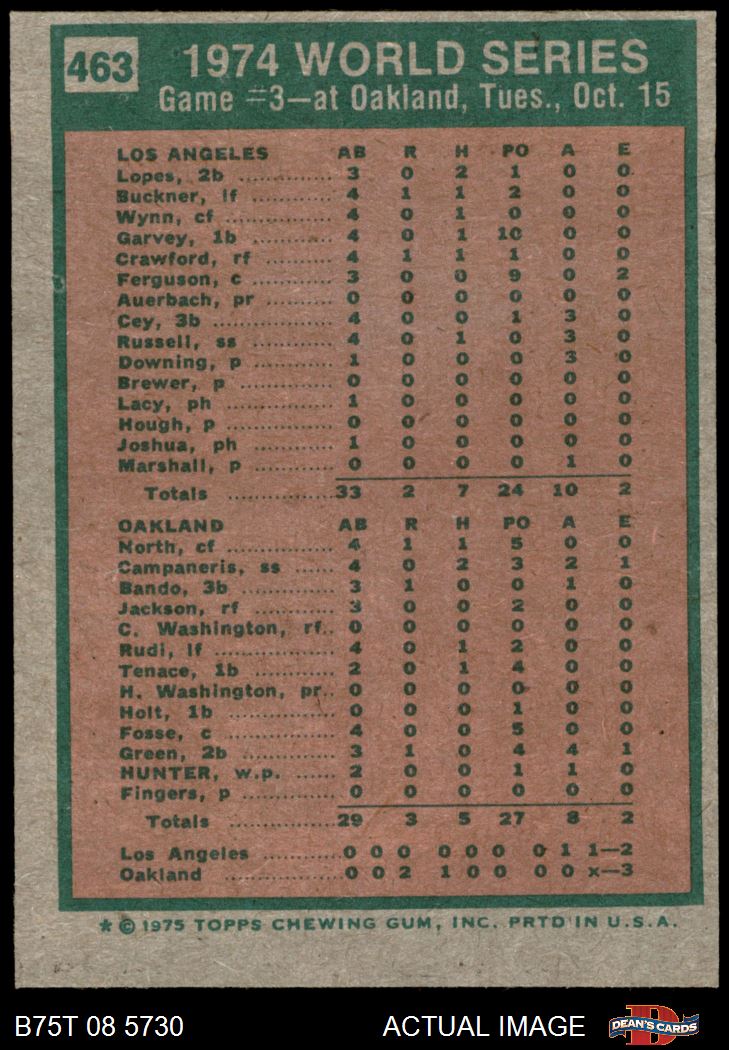 463
1974 WORLD SERIES
Game #3—at Oakland, Tues., Oct. 15
LOS ANGELES AB R H PO A E
Lopes, 2b .............. 3 0 2 1 0 0
Buckner, lf ............ 4 1 1 2 0 0
Wynn, cf .............. 4 0 1 0 0 0
Garvey, 1b ............ 4 0 1 10 0 0
Crawford, rf .......... 4 1 1 1 0 0
Ferguson, c .......... 3 0 0 9 0 2
Auerbach, pr ......... 0 0 0 0 0 0
Cey, 3b ................ 4 0 0 1 3 0
Russell, ss ............ 4 0 1 0 3 0
Downing, p ........... 1 0 0 0 3 0
Brewer, p .............. 0 0 0 0 0 0
Lacy, ph ............... 1 0 0 0 0 0
Hough, p .............. 0 0 0 0 0 0
Joshua, ph ............ 1 0 0 0 0 0
Marshall, p ........... 0 0 0 0 1 0
Totals ............... 33 2 7 24 10 2
OAKLAND AB R H PO A E
North, cf ............... 4 1 1 5 0 0
Campaneris, ss ....... 4 0 2 3 2 1
Bando, 3b ............. 3 1 0 0 1 0
Jackson, rf ............ 3 0 0 2 0 0
C. Washington, rf.. 0 0 0 0 0 0
Rudi, lf ................. 4 0 1 2 0 0
Tenace, 1b ............ 2 0 1 4 0 0
H. Washington, pr.. 0 0 0 0 0 0
Holt, 1b ................ 0 0 0 1 0 0
Fosse, c ................ 4 0 0 5 0 0
Green, 2b .............. 3 1 0 4 4 1
HUNTER, w.p. ...... 2 0 0 1 1 0
Fingers, p ............. 0 0 0 0 0 0
Totals ............... 29 3 5 27 8 2
Los Angeles ........... 0 0 0 0 0 0 0 1 1—2
Oakland ............... 0 0 2 1 0 0 0 0 x—3
* © 1975 TOPPS CHEWING GUM, INC. PRTD IN U.S.A.
B75T 08 5730 ACTUAL IMAGE DEAN'S CARDS